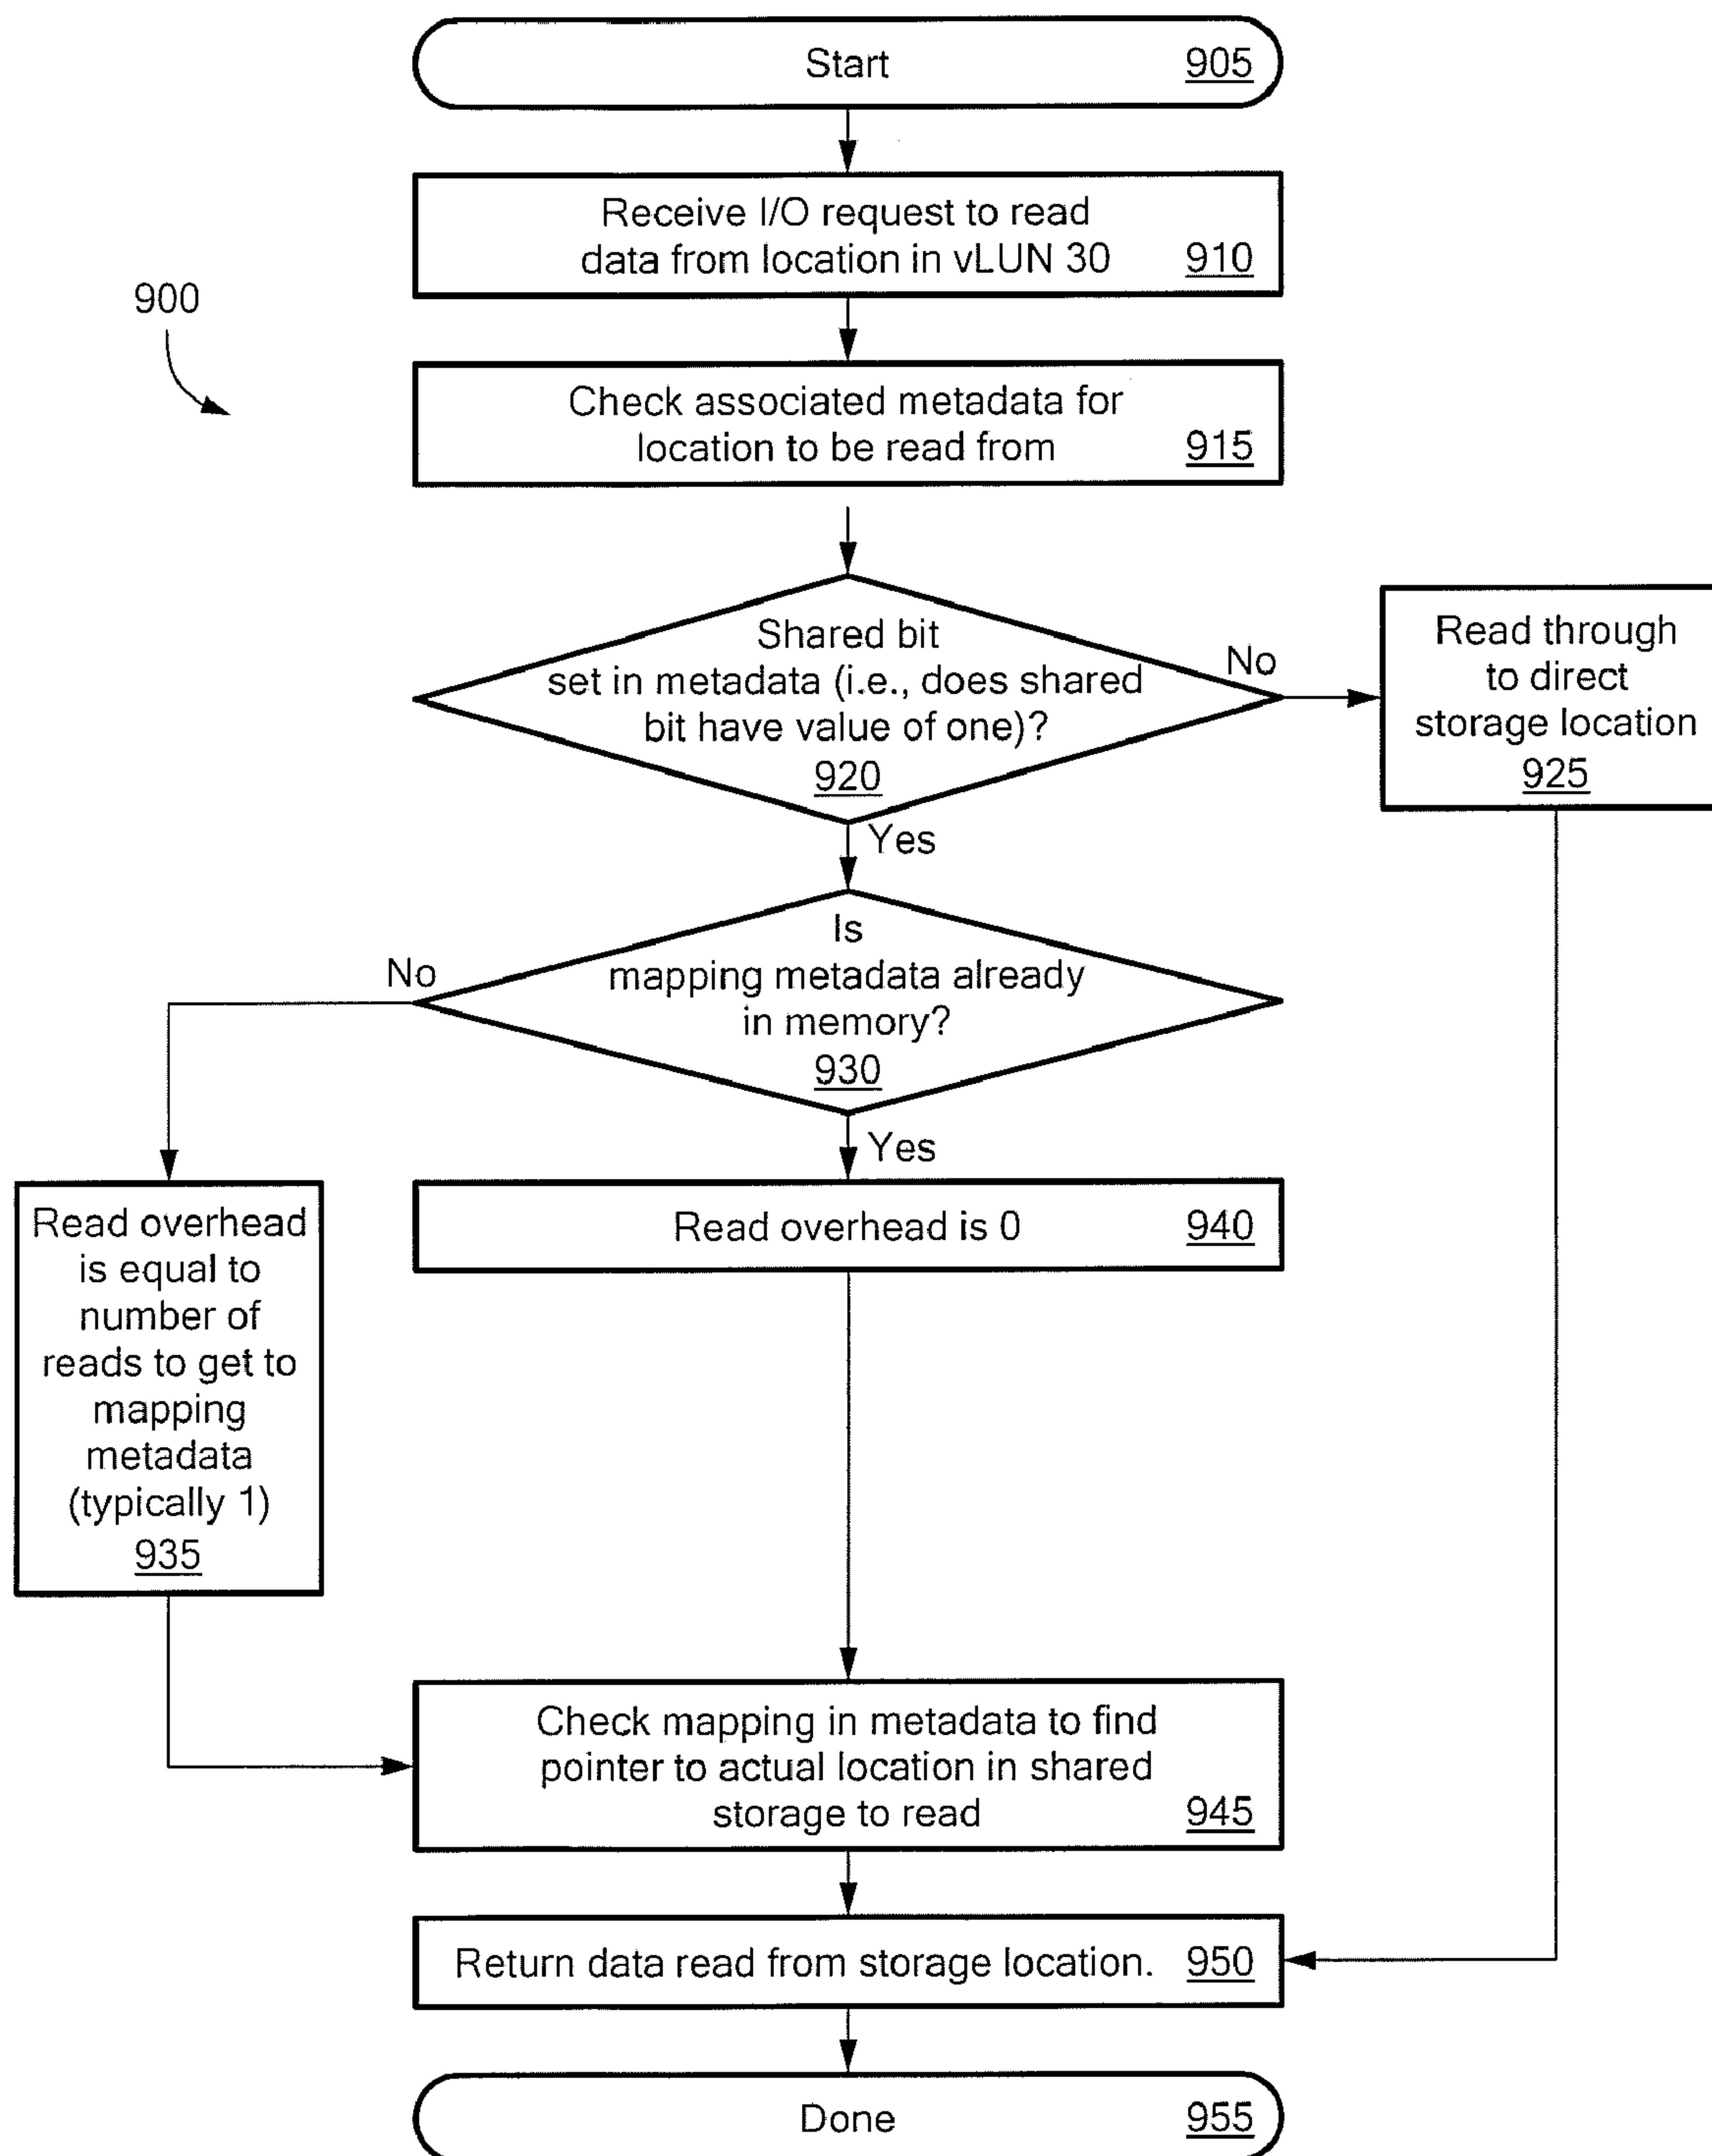 Start 905
Receive I/O request to read
data from location in vLUN 30 910
900
Check associated metadata for
location to be read from 915
Shared bit
set in metadata (i.e., does shared
bit have value of one)?
920
No
Read through
to direct
storage location
925
Yes
Is
mapping metadata already
in memory?
930
No
Yes
Read overhead is 0 940
Read overhead
is equal to
number of
reads to get to
mapping
metadata
(typically 1)
935
Check mapping in metadata to find
pointer to actual location in shared
storage to read 945
Return data read from storage location. 950
Done 955